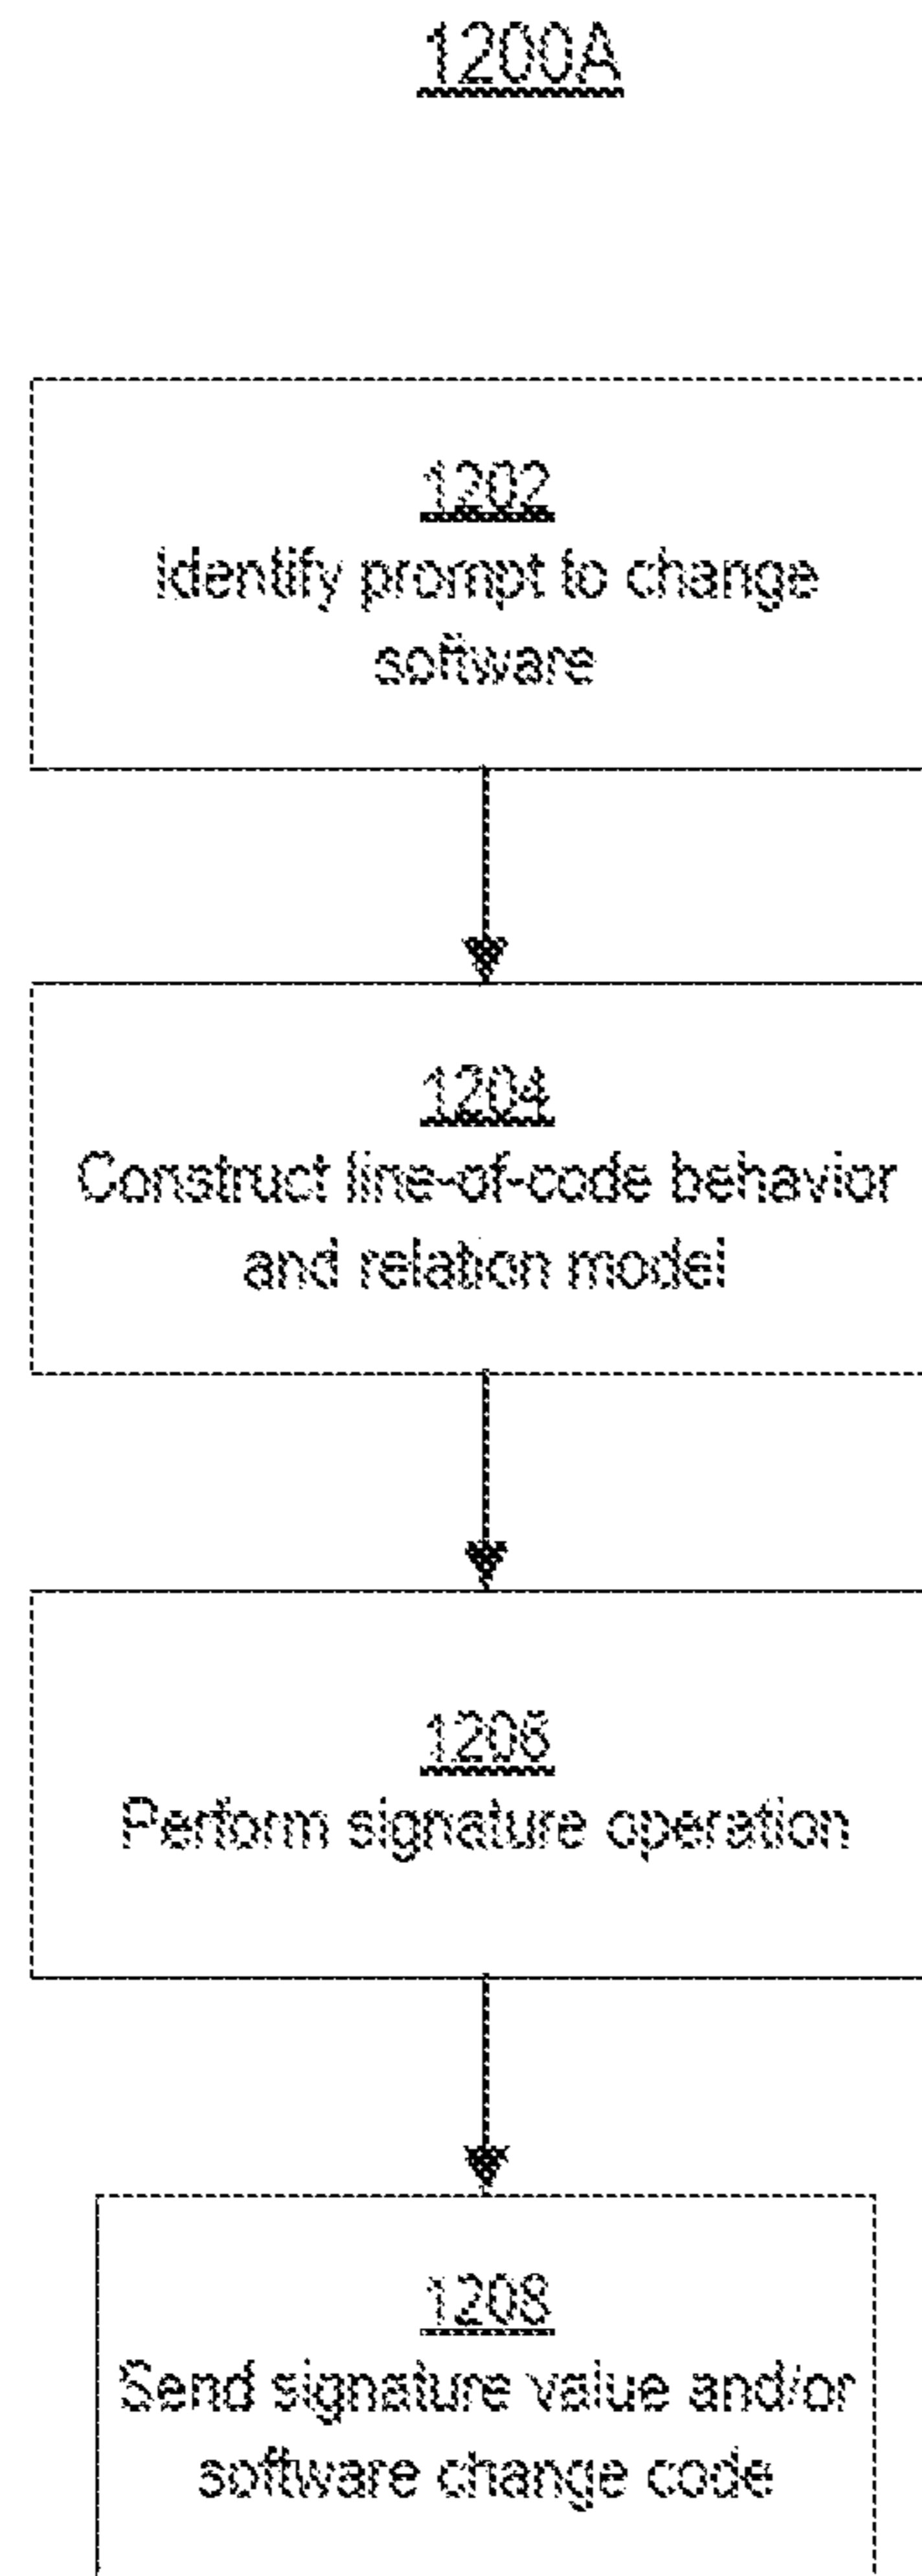 1200A
1202
Identify prompt to change
software
1204
Construct line-of-code behavior
and relation model
1206
Perform signature operation
1208
Send signature value and/or
software change code